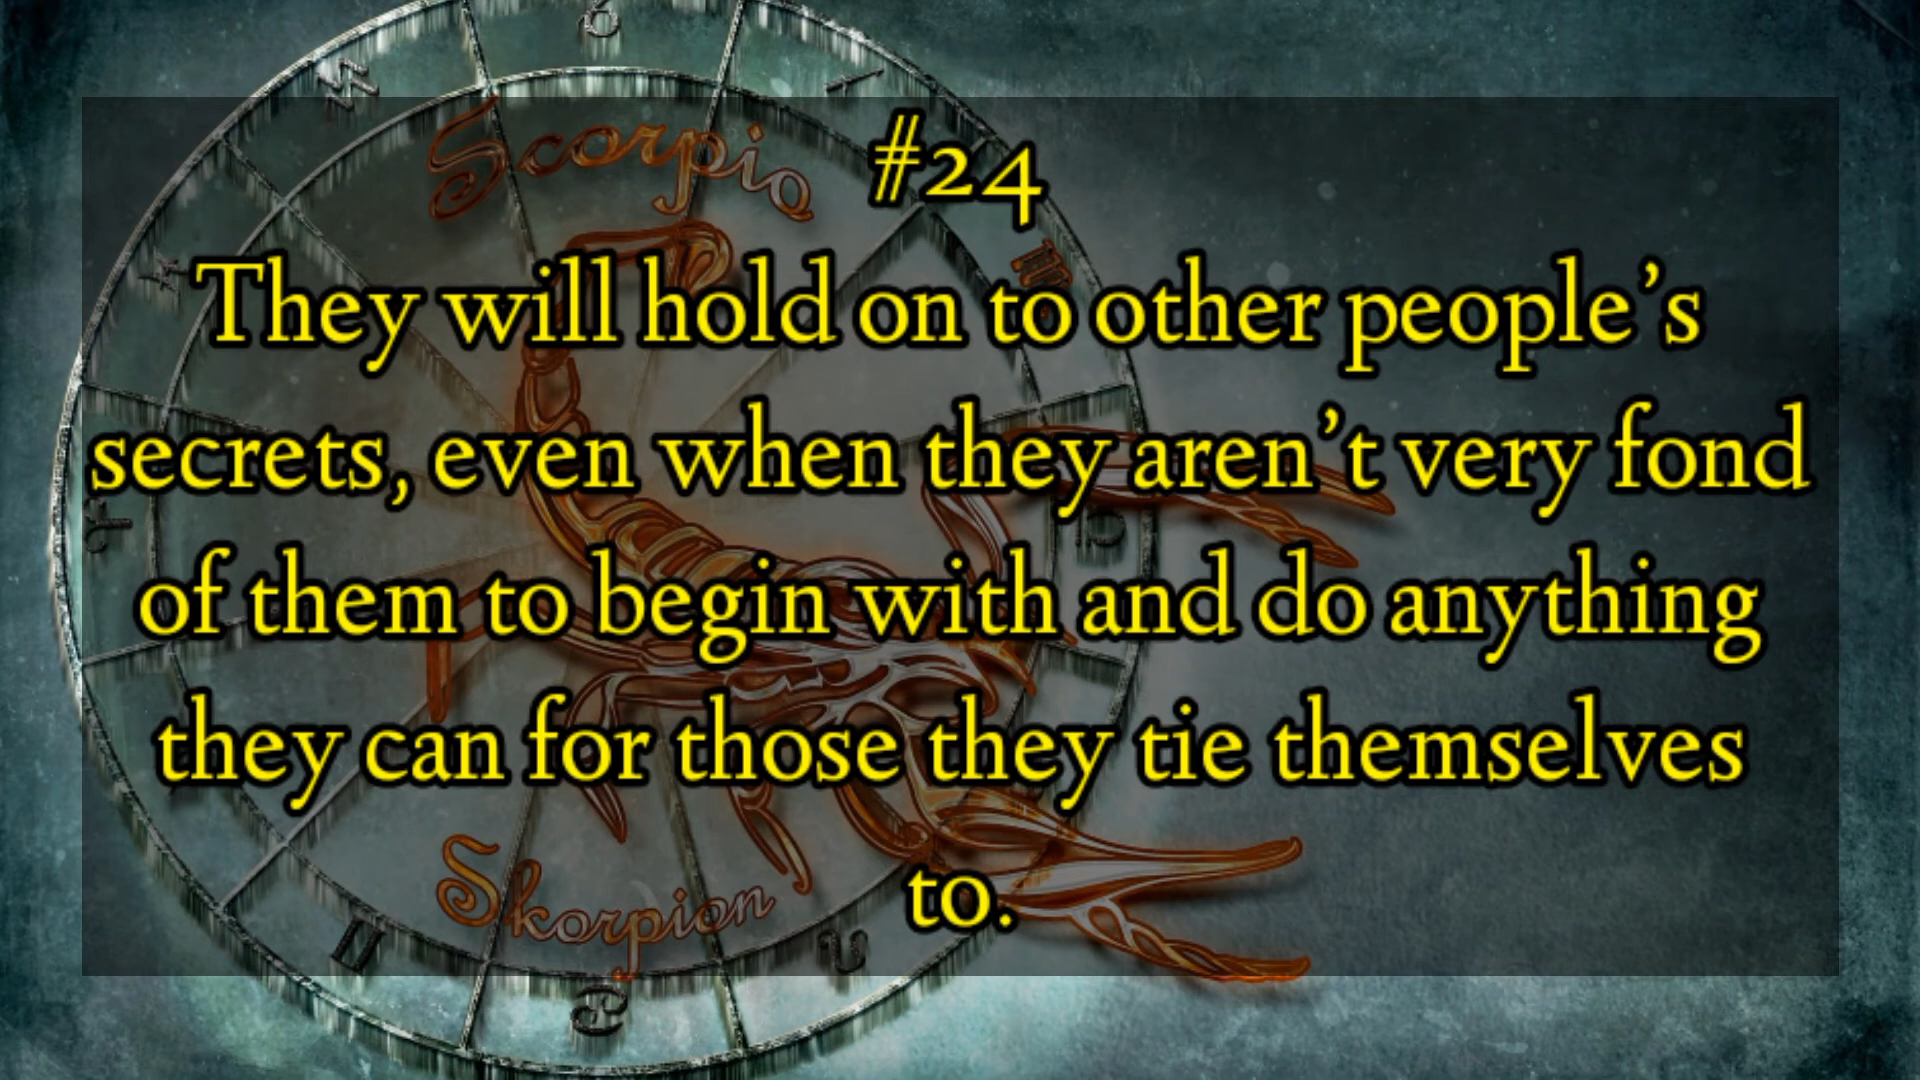 Scorpio
#24
They will hold on to other people's
secrets, even when they aren't very fond
of them to begin with and do anything
they can for those they tie themselves
to.
Skorpion